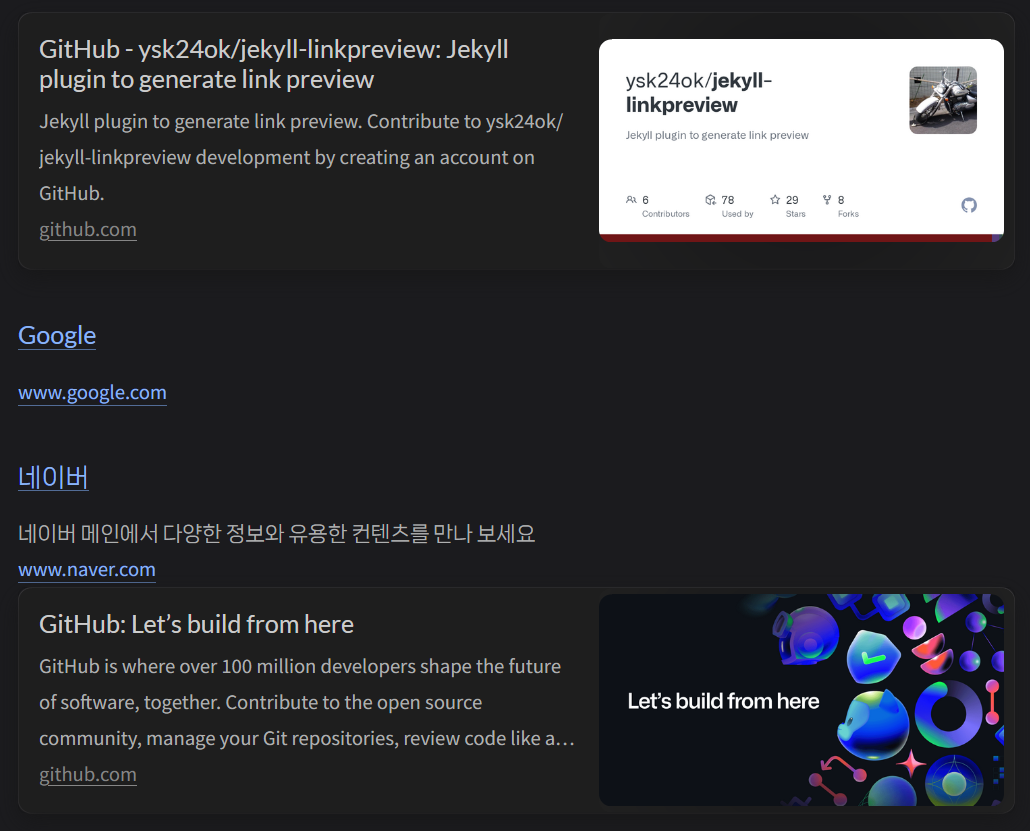 GitHub - ysk24ok/jekyll-linkpreview: Jekyll
plugin to generate link preview
Jekyll plugin to generate link preview. Contribute to ysk24ok/
jekyll-linkpreview development by creating an account on
GitHub.
github.com
ysk24ok/jekyll-
linkpreview
Jekyll plugin to generate link preview
6 78 29 8
Contributors Used by Stars Forks
Google
www.google.com
네이버
네이버 메인에서 다양한 정보와 유용한 컨텐츠를 만나 보세요
www.naver.com
GitHub: Let’s build from here
GitHub is where over 100 million developers shape the future
of software, together. Contribute to the open source
community, manage your Git repositories, review code like a…
github.com
Let’s build from here